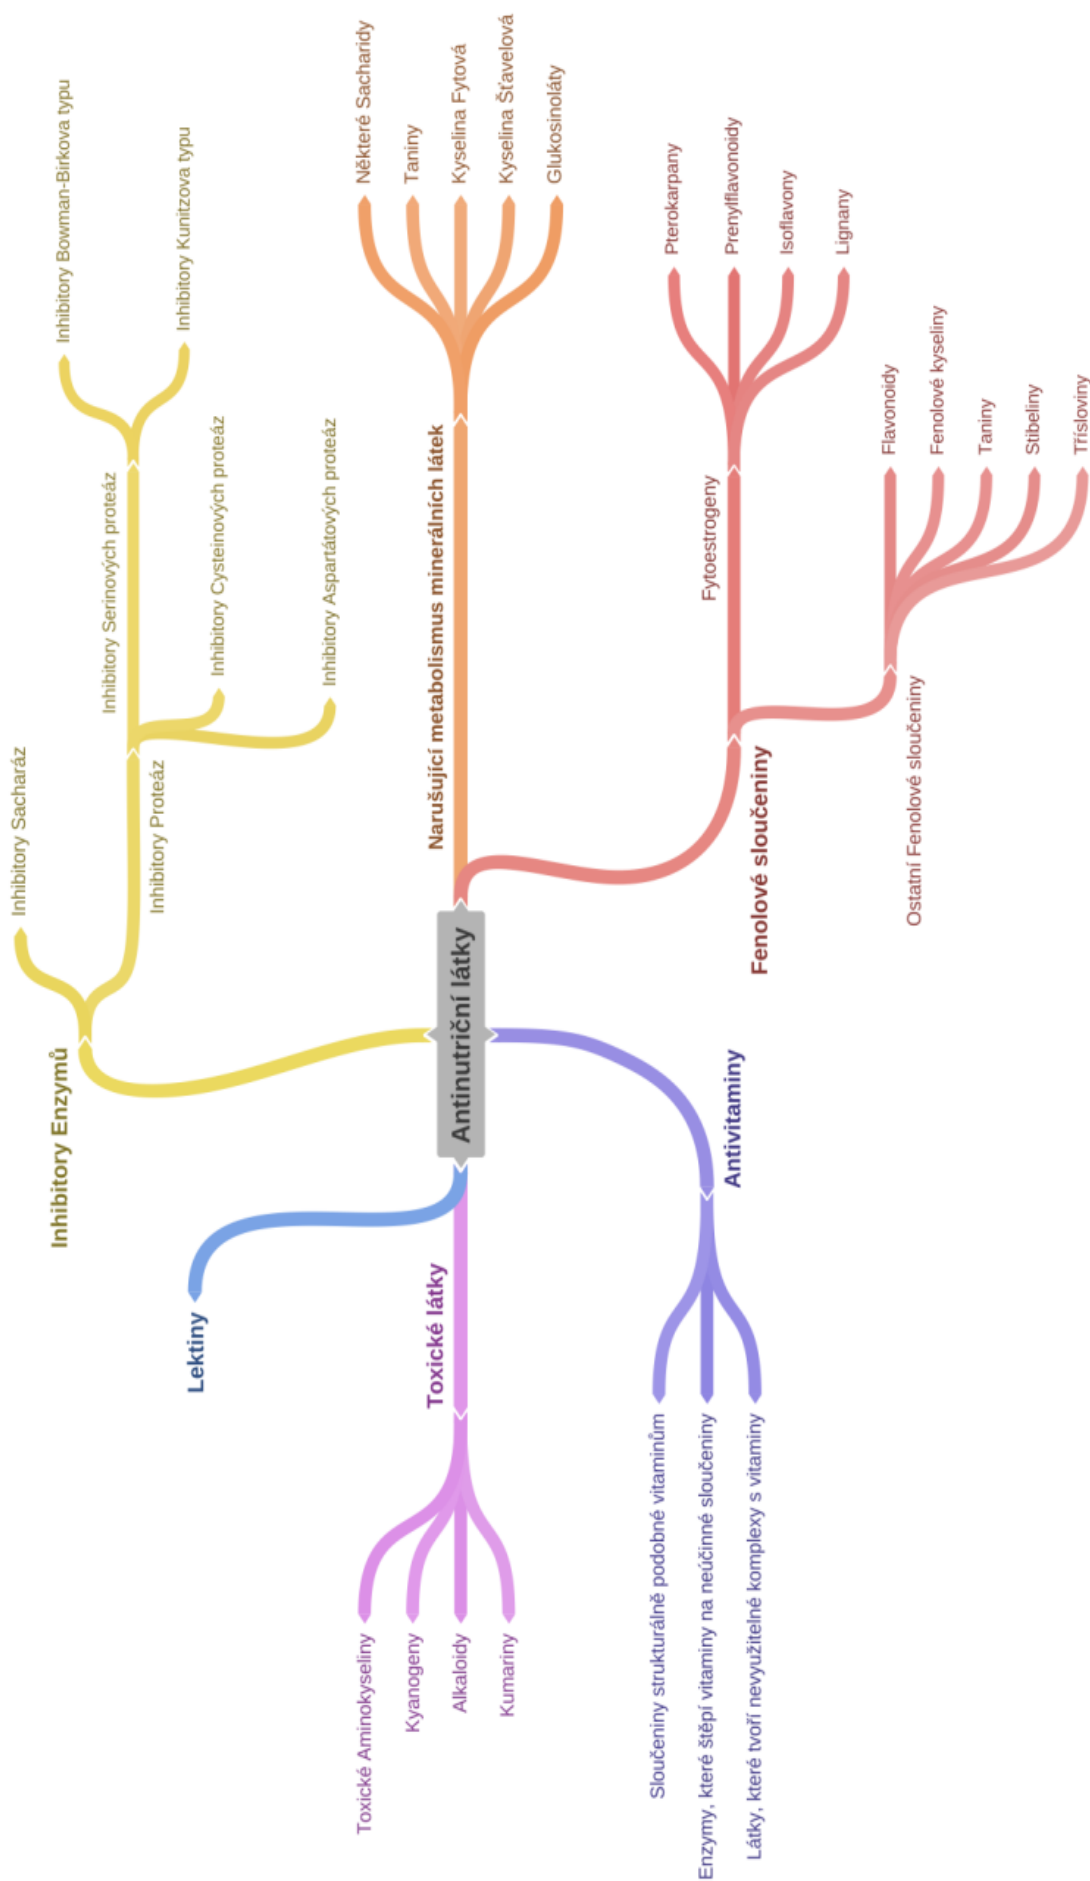 Antinutriční látky
Inhibitory Enzymů
Inhibitory Sacharáz
Inhibitory Proteáz
Inhibitory Serinových proteáz
Inhibitory Bowman-Birkova typu
Inhibitory Kunitzova typu
Inhibitory Cysteinových proteáz
Inhibitory Aspartátových proteáz
Narušující metabolismus minerálních látek
Některé Sacharidy
Taniny
Kyselina Fytová
Kyselina Šťavelová
Glukosinoláty
Fenolové sloučeniny
Fytoestrogeny
Pterokarpany
Prenylflavonoidy
Isoflavony
Lignany
Ostatní Fenolové sloučeniny
Flavonoidy
Fenolové kyseliny
Taniny
Stibeliny
Třísloviny
Lektiny
Toxické látky
Toxické Aminokyseliny
Kyanogeny
Alkaloidy
Kumariny
Antivitaminy
Sloučeniny strukturálně podobné vitaminům
Enzymy, které štěpí vitaminy na neúčinné sloučeniny
Látky, které tvoří nevyužitelné komplexy s vitaminy